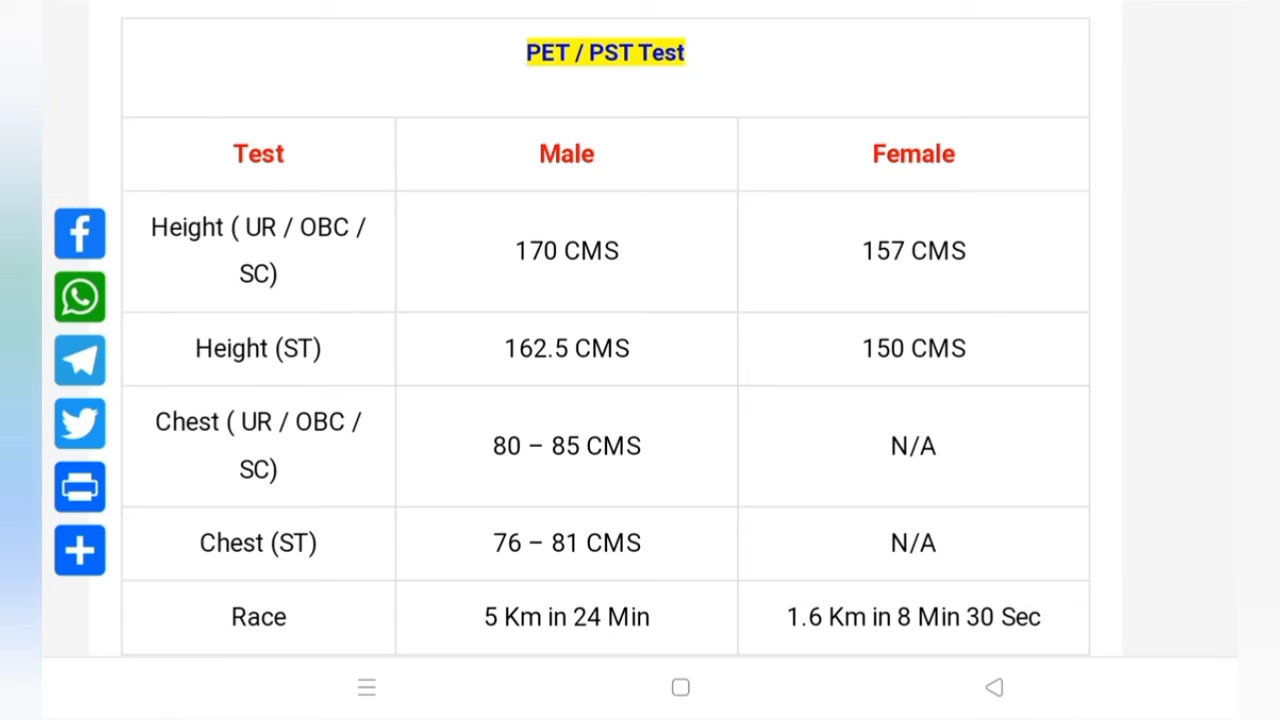 PET / PST Test
Test Male Female
Height ( UR / OBC /
SC) 170 CMS 157 CMS
Height (ST) 162.5 CMS 150 CMS
Chest ( UR / OBC /
SC) 80 – 85 CMS N/A
Chest (ST) 76 – 81 CMS N/A
Race 5 Km in 24 Min 1.6 Km in 8 Min 30 Sec